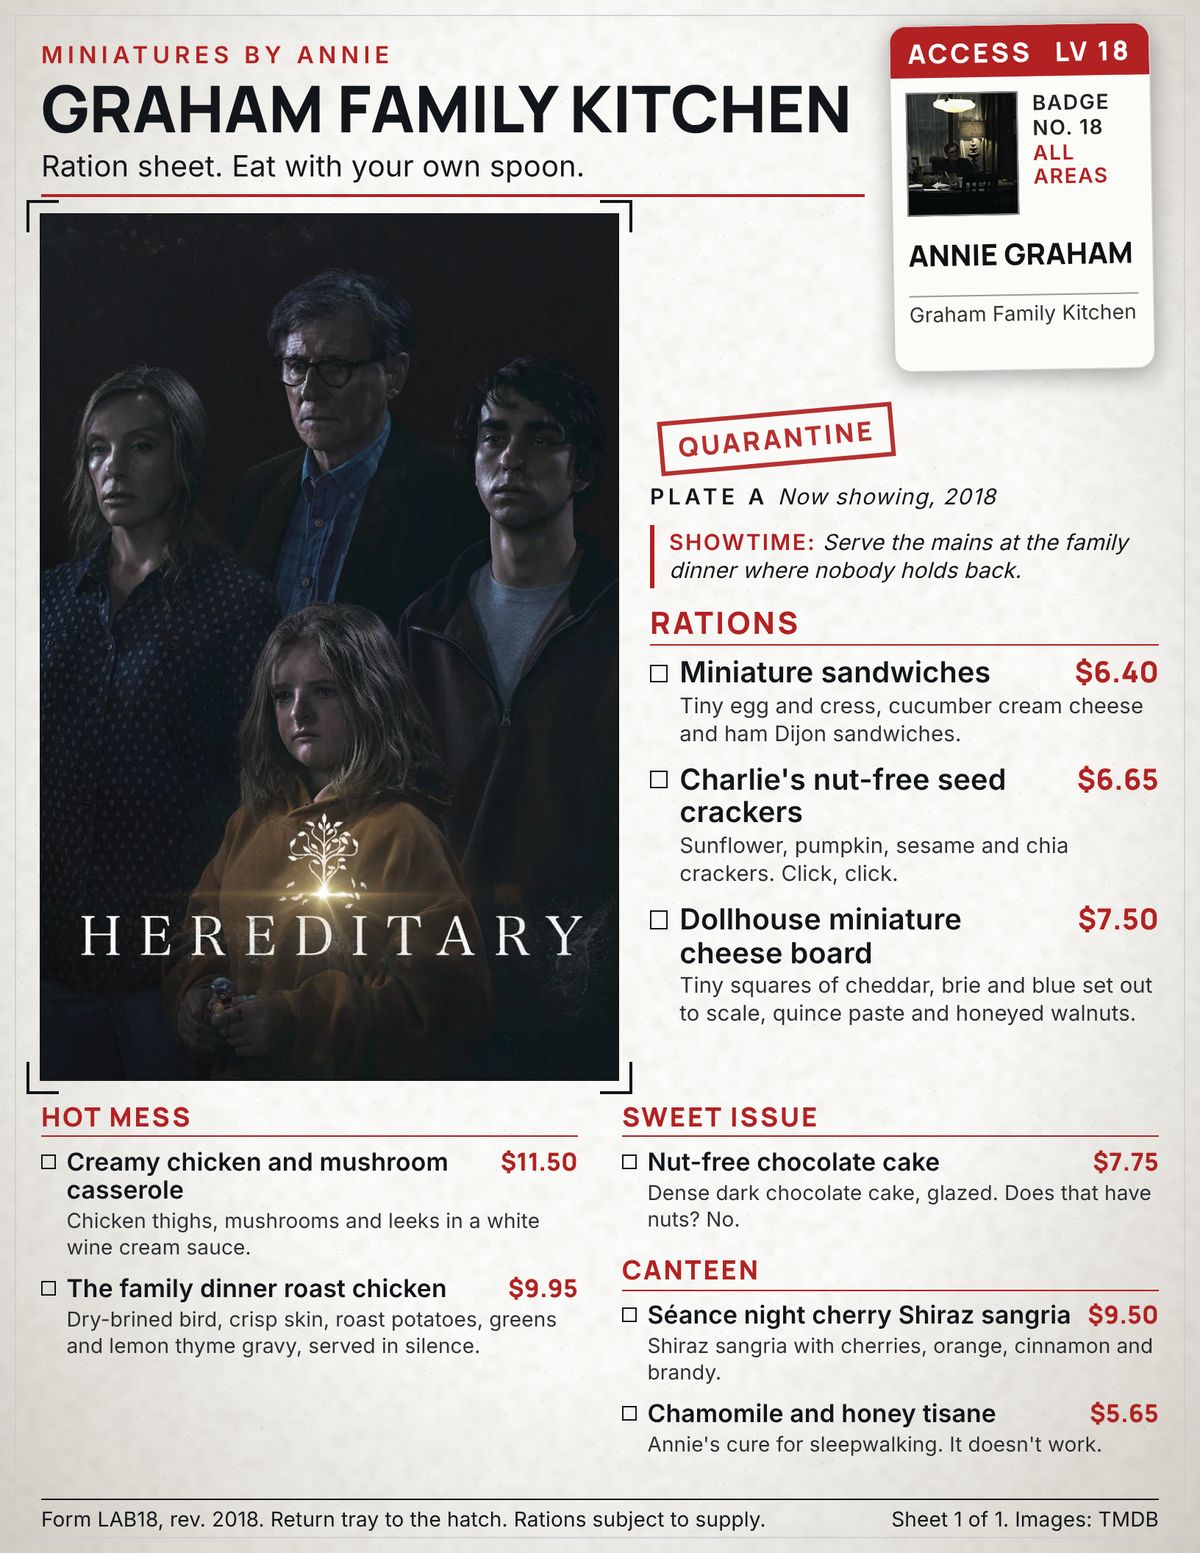 MINIATURES BY ANNIE
GRAHAM FAMILY KITCHEN
Ration sheet. Eat with your own spoon.
ACCESS LV 18
BADGE
NO. 18
ALL
AREAS
ANNIE GRAHAM
Graham Family Kitchen
HEREDITARY
QUARANTINE
PLATE A Now showing, 2018
SHOWTIME: Serve the mains at the family
dinner where nobody holds back.
RATIONS
Miniature sandwiches $6.40
Tiny egg and cress, cucumber cream cheese
and ham Dijon sandwiches.
Charlie's nut-free seed $6.65
crackers
Sunflower, pumpkin, sesame and chia
crackers. Click, click.
Dollhouse miniature $7.50
cheese board
Tiny squares of cheddar, brie and blue set out
to scale, quince paste and honeyed walnuts.
HOT MESS
Creamy chicken and mushroom $11.50
casserole
Chicken thighs, mushrooms and leeks in a white
wine cream sauce.
The family dinner roast chicken $9.95
Dry-brined bird, crisp skin, roast potatoes, greens
and lemon thyme gravy, served in silence.
SWEET ISSUE
Nut-free chocolate cake $7.75
Dense dark chocolate cake, glazed. Does that have
nuts? No.
CANTEEN
Séance night cherry Shiraz sangria $9.50
Shiraz sangria with cherries, orange, cinnamon and
brandy.
Chamomile and honey tisane $5.65
Annie's cure for sleepwalking. It doesn't work.
Form LAB18, rev. 2018. Return tray to the hatch. Rations subject to supply.
Sheet 1 of 1. Images: TMDB